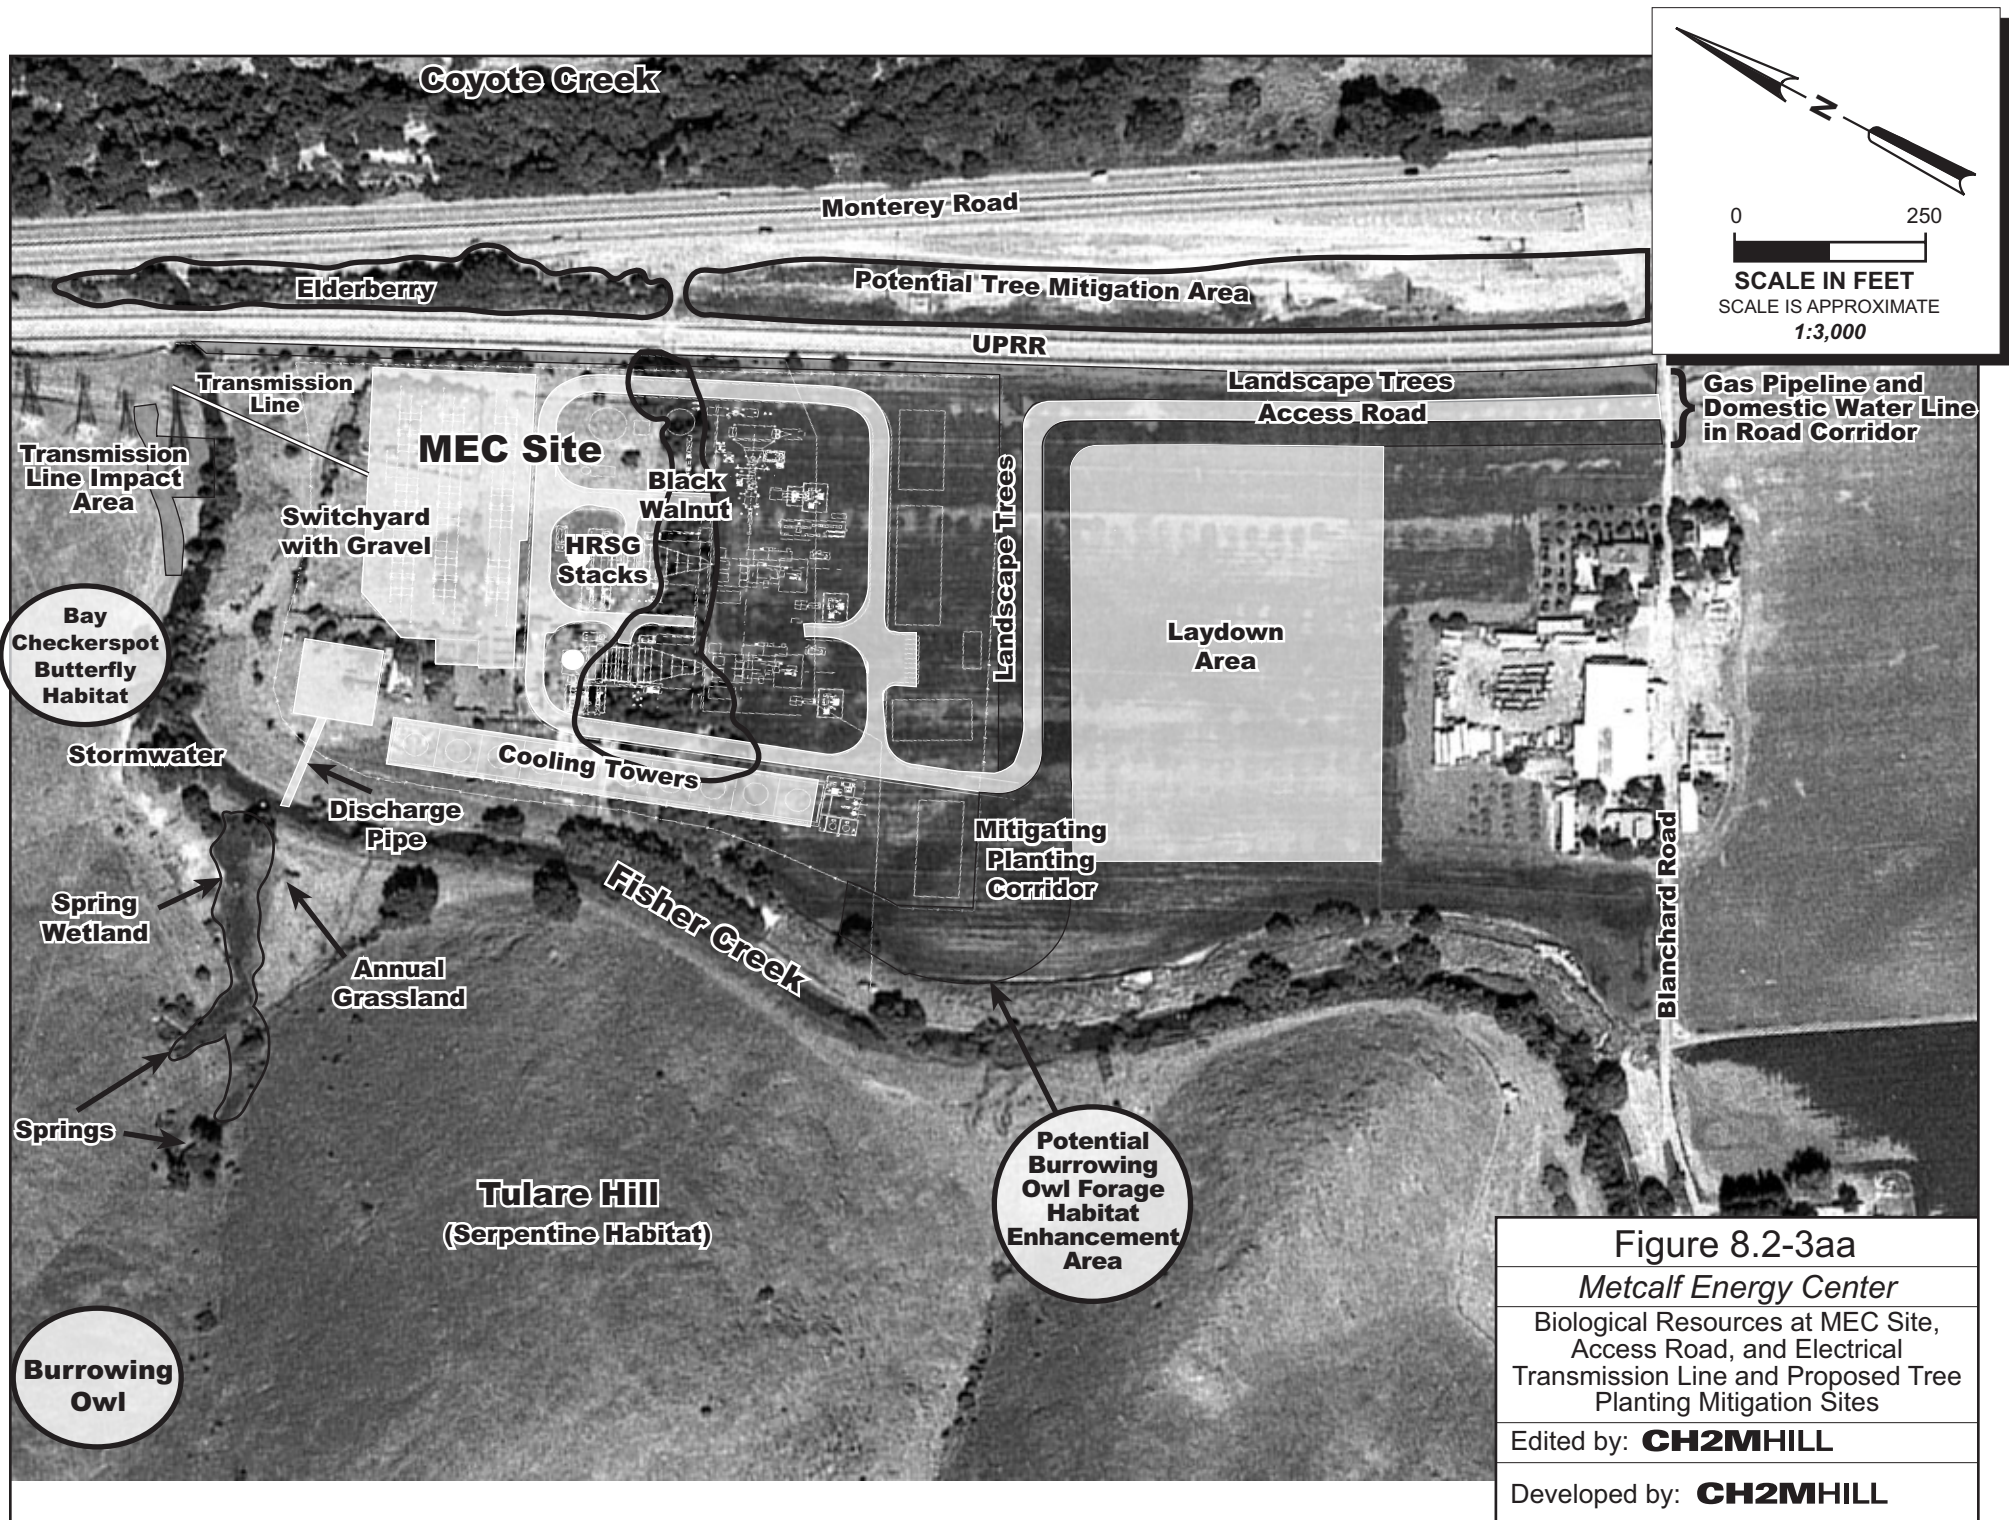 Coyote Creek
N
0 250
SCALE IN FEET
SCALE IS APPROXIMATE
1:3,000
Monterey Road
Elderberry
Potential Tree Mitigation Area
UPRR
Transmission
Line
Landscape Trees
Access Road
Gas Pipeline and
Domestic Water Line
in Road Corridor
MEC Site
Transmission
Line Impact
Area
Black
Walnut
Switchyard
with Gravel
HRSG
Stacks
Landscape Trees
Laydown
Area
Bay
Checkerspot
Butterfly
Habitat
Stormwater
Cooling Towers
Discharge
Pipe
Mitigating
Planting
Corridor
Blanchard Road
Fisher Creek
Spring
Wetland
Annual
Grassland
Springs
Potential
Burrowing
Owl Forage
Habitat
Enhancement
Area
Tulare Hill
(Serpentine Habitat)
Burrowing
Owl
Figure 8.2-3aa
Metcalf Energy Center
Biological Resources at MEC Site,
Access Road, and Electrical
Transmission Line and Proposed Tree
Planting Mitigation Sites
Edited by: CH2MHILL
Developed by: CH2MHILL